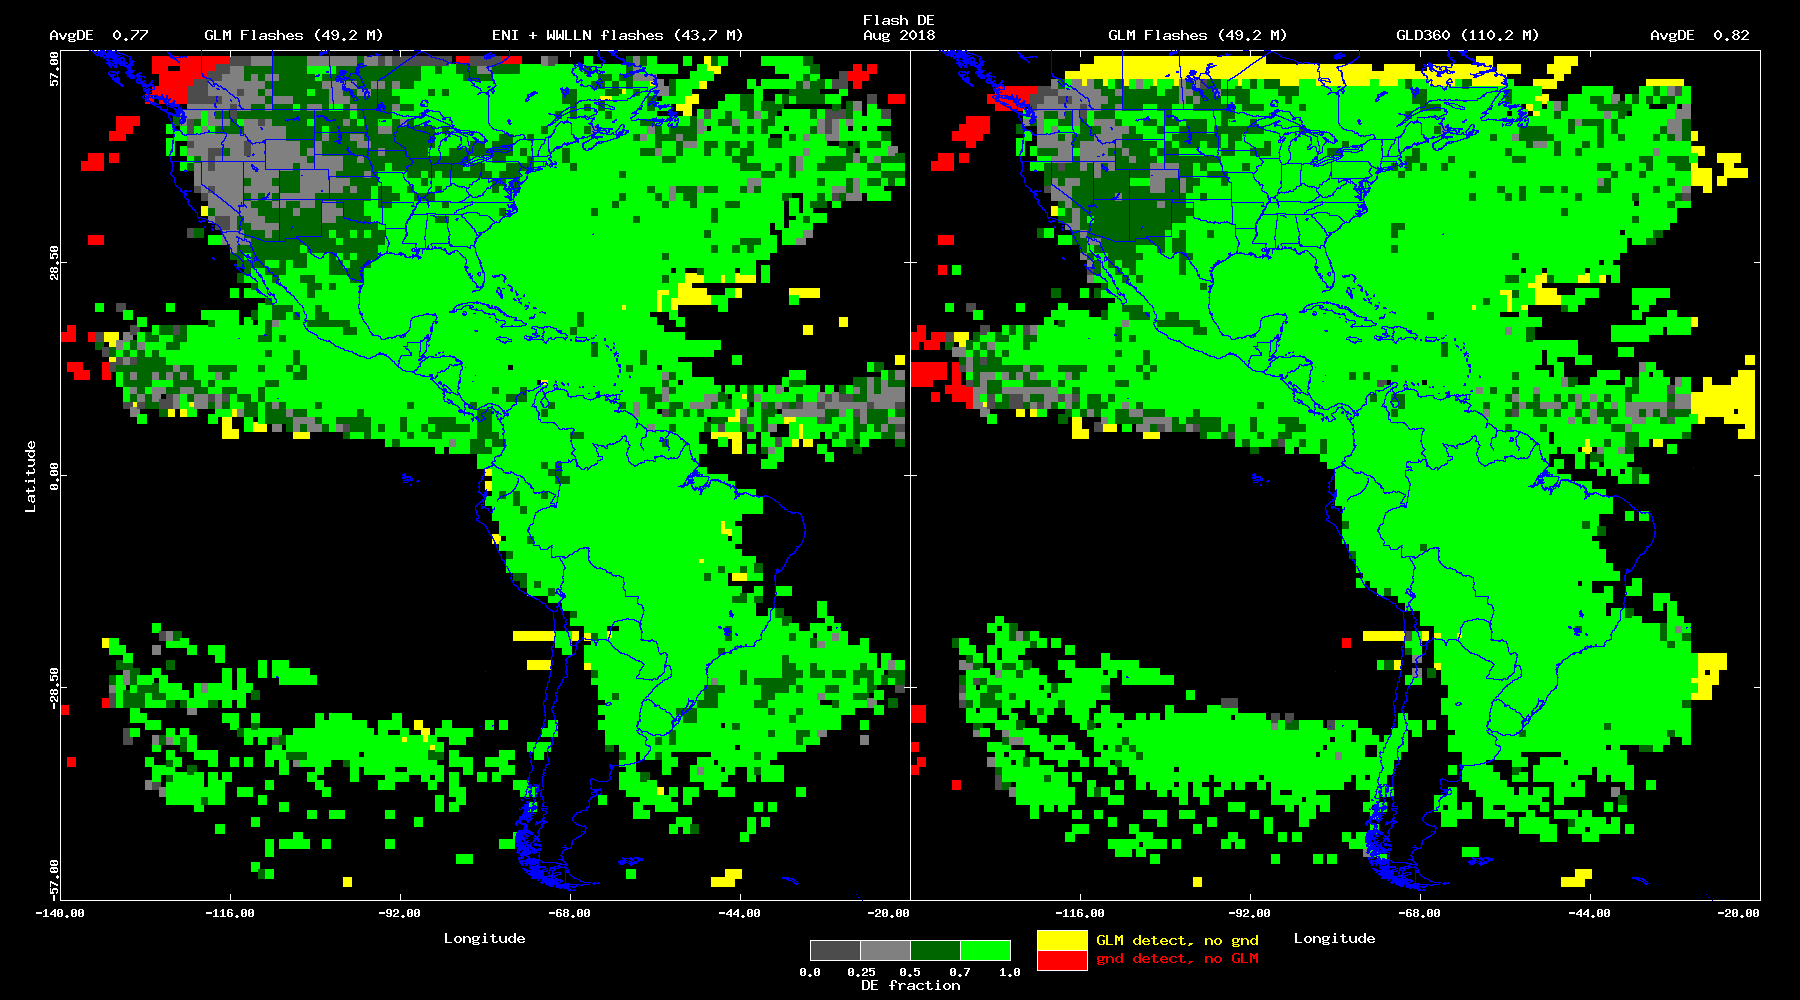 Flash DE
AvgDE 0.77 GLM Flashes (49.2 M) ENI + WWLLN flashes (43.7 M) Aug 2018 GLM Flashes (49.2 M) GLD360 (110.2 M) AvgDE 0.82
57.00
28.50
Latitude
0.00
-28.50
-57.00
-140.00 -116.00 -92.00 -68.00 -44.00 -20.00 -116.00 -92.00 -68.00 -44.00 -20.00
Longitude Longitude
GLM detect, no gnd
gnd detect, no GLM
0.0 0.25 0.5 0.7 1.0
DE fraction